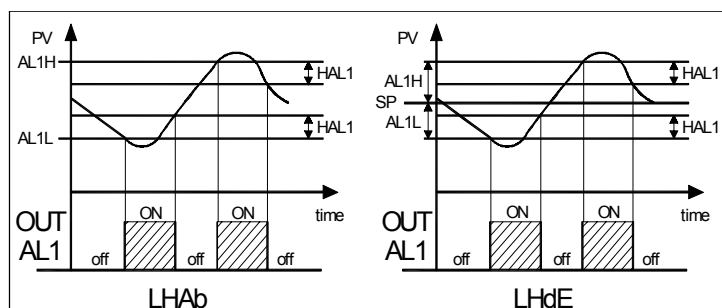 PV
AL1H
HAL1
AL1L
HAL1
time
OUT
AL1
off
ON
off
ON
off
LHAb
PV
AL1H
HAL1
SP
AL1L
HAL1
time
OUT
AL1
off
ON
off
ON
off
LHdE